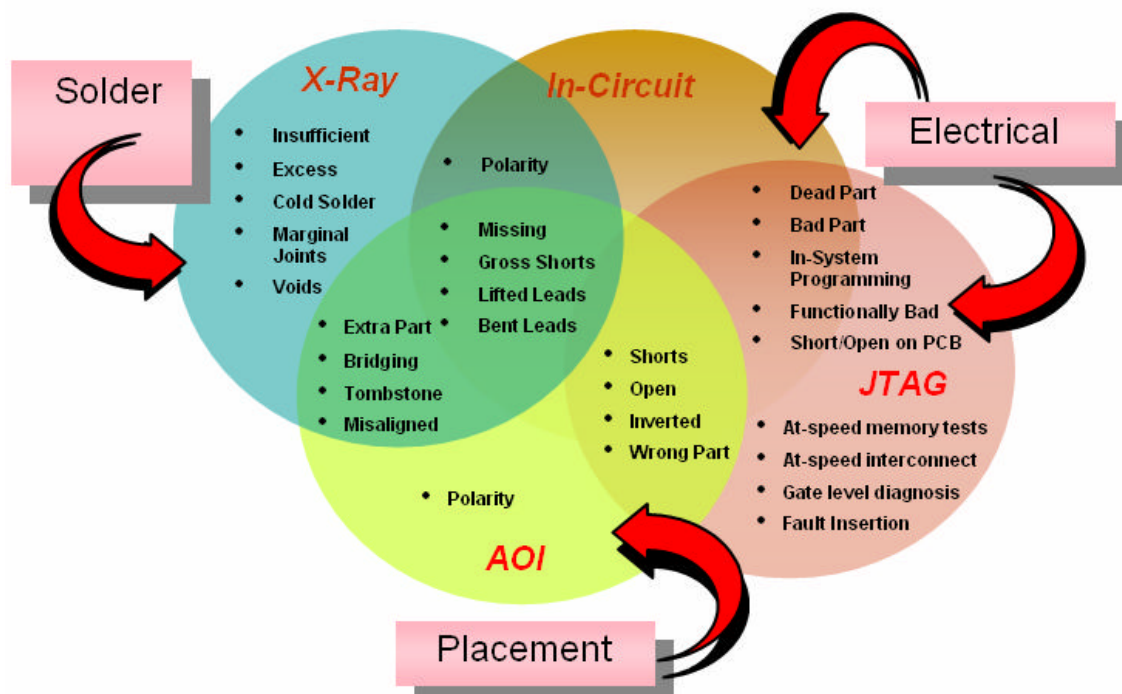 Solder
X-Ray
In-Circuit
Electrical
• Insufficient
• Excess
• Cold Solder
• Marginal
Joints
• Voids
• Polarity
• Missing
• Gross Shorts
• Lifted Leads
• Bent Leads
• Dead Part
• Bad Part
• In-System
Programming
• Functionally Bad
• Short/Open on PCB
• Extra Part
• Bridging
• Tombstone
• Misaligned
• Shorts
• Open
• Inverted
• Wrong Part
JTAG
• At-speed memory tests
• At-speed interconnect
• Gate level diagnosis
• Fault Insertion
• Polarity
AOI
Placement